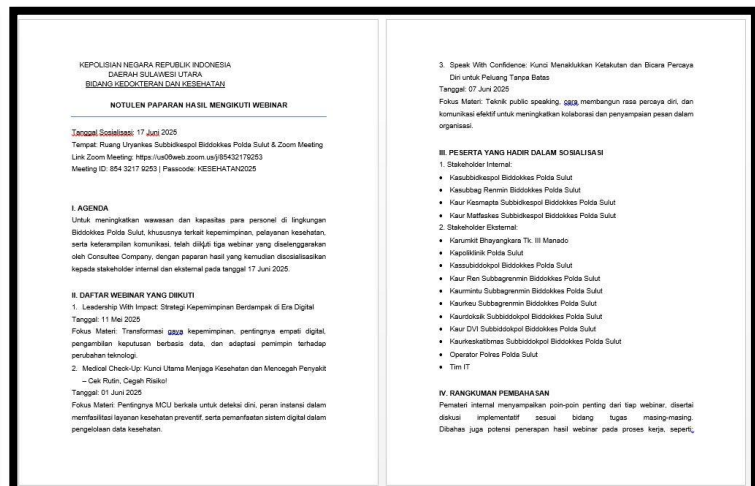 KEPOLISIAN NEGARA REPUBLIK INDONESIA
DAERAH SULAWESI UTARA
BIDANG KEDOKTERAN DAN KESEHATAN
NOTULEN PAPARAN HASIL MENGIKUTI WEBINAR
Tanggal Sosialisasi: 17 Juni 2025
Tempat: Ruang Uryankes Subbidkespol Biddokkes Polda Sulut & Zoom Meeting
Link Zoom Meeting: https://us06web.zoom.us/j/85432179253
Meeting ID: 854 3217 9253 | Passcode: KESEHATAN2025
I. AGENDA
Untuk meningkatkan wawasan dan kapasitas para personel di lingkungan
Biddokkes Polda Sulut, khususnya terkait kepemimpinan, pelayanan kesehatan,
serta keterampilan komunikasi, telah diikuti tiga webinar yang diselenggarakan
oleh Consultee Company, dengan paparan hasil yang kemudian disosialisasikan
kepada stakeholder internal dan eksternal pada tanggal 17 Juni 2025.
II. DAFTAR WEBINAR YANG DIIKUTI
1. Leadership With Impact: Strategi Kepemimpinan Berdampak di Era Digital
Tanggal: 11 Mei 2025
Fokus Materi: Transformasi gaya kepemimpinan, pentingnya empati digital,
pengambilan keputusan berbasis data, dan adaptasi pemimpin terhadap
perubahan teknologi.
2. Medical Check-Up: Kunci Utama Menjaga Kesehatan dan Mencegah Penyakit
– Cek Rutin, Cegah Risiko!
Tanggal: 01 Juni 2025
Fokus Materi: Pentingnya MCU berkala untuk deteksi dini, peran instansi dalam
memfasilitasi layanan kesehatan preventif, serta pemanfaatan sistem digital dalam
pengelolaan data kesehatan.
3. Speak With Confidence: Kunci Menaklukkan Ketakutan dan Bicara Percaya
Diri untuk Peluang Tanpa Batas
Tanggal: 07 Juni 2025
Fokus Materi: Teknik public speaking, cara membangun rasa percaya diri, dan
komunikasi efektif untuk meningkatkan kolaborasi dan penyampaian pesan dalam
organisasi.
III. PESERTA YANG HADIR DALAM SOSIALISASI
1. Stakeholder Internal:
• Kasubbidkespol Biddokkes Polda Sulut
• Kasubbag Renmin Biddokkes Polda Sulut
• Kaur Kesmapta Subbidkespol Biddokkes Polda Sulut
• Kaur Matfaskes Subbidkespol Biddokkes Polda Sulut
2. Stakeholder Eksternal:
• Karumkit Bhayangkara Tk. III Manado
• Kapoliklinik Polda Sulut
• Kassubiddokpol Biddokkes Polda Sulut
• Kaur Ren Subbagrenmin Biddokkes Polda Sulut
• Kaurmintu Subbagrenmin Biddokkes Polda Sulut
• Kaurkeu Subbagrenmin Biddokkes Polda Sulut
• Kaurdoksik Subbiddokpol Biddokkes Polda Sulut
• Kaur DVI Subbiddokpol Biddokkes Polda Sulut
• Kaurkeskatibmas Subbiddokpol Biddokkes Polda Sulut
• Operator Polres Polda Sulut
• Tim IT
IV. RANGKUMAN PEMBAHASAN
Pemateri internal menyampaikan poin-poin penting dari tiap webinar, disertai
diskusi implementatif sesuai bidang tugas masing-masing.
Dibahas juga potensi penerapan hasil webinar pada proses kerja, seperti: